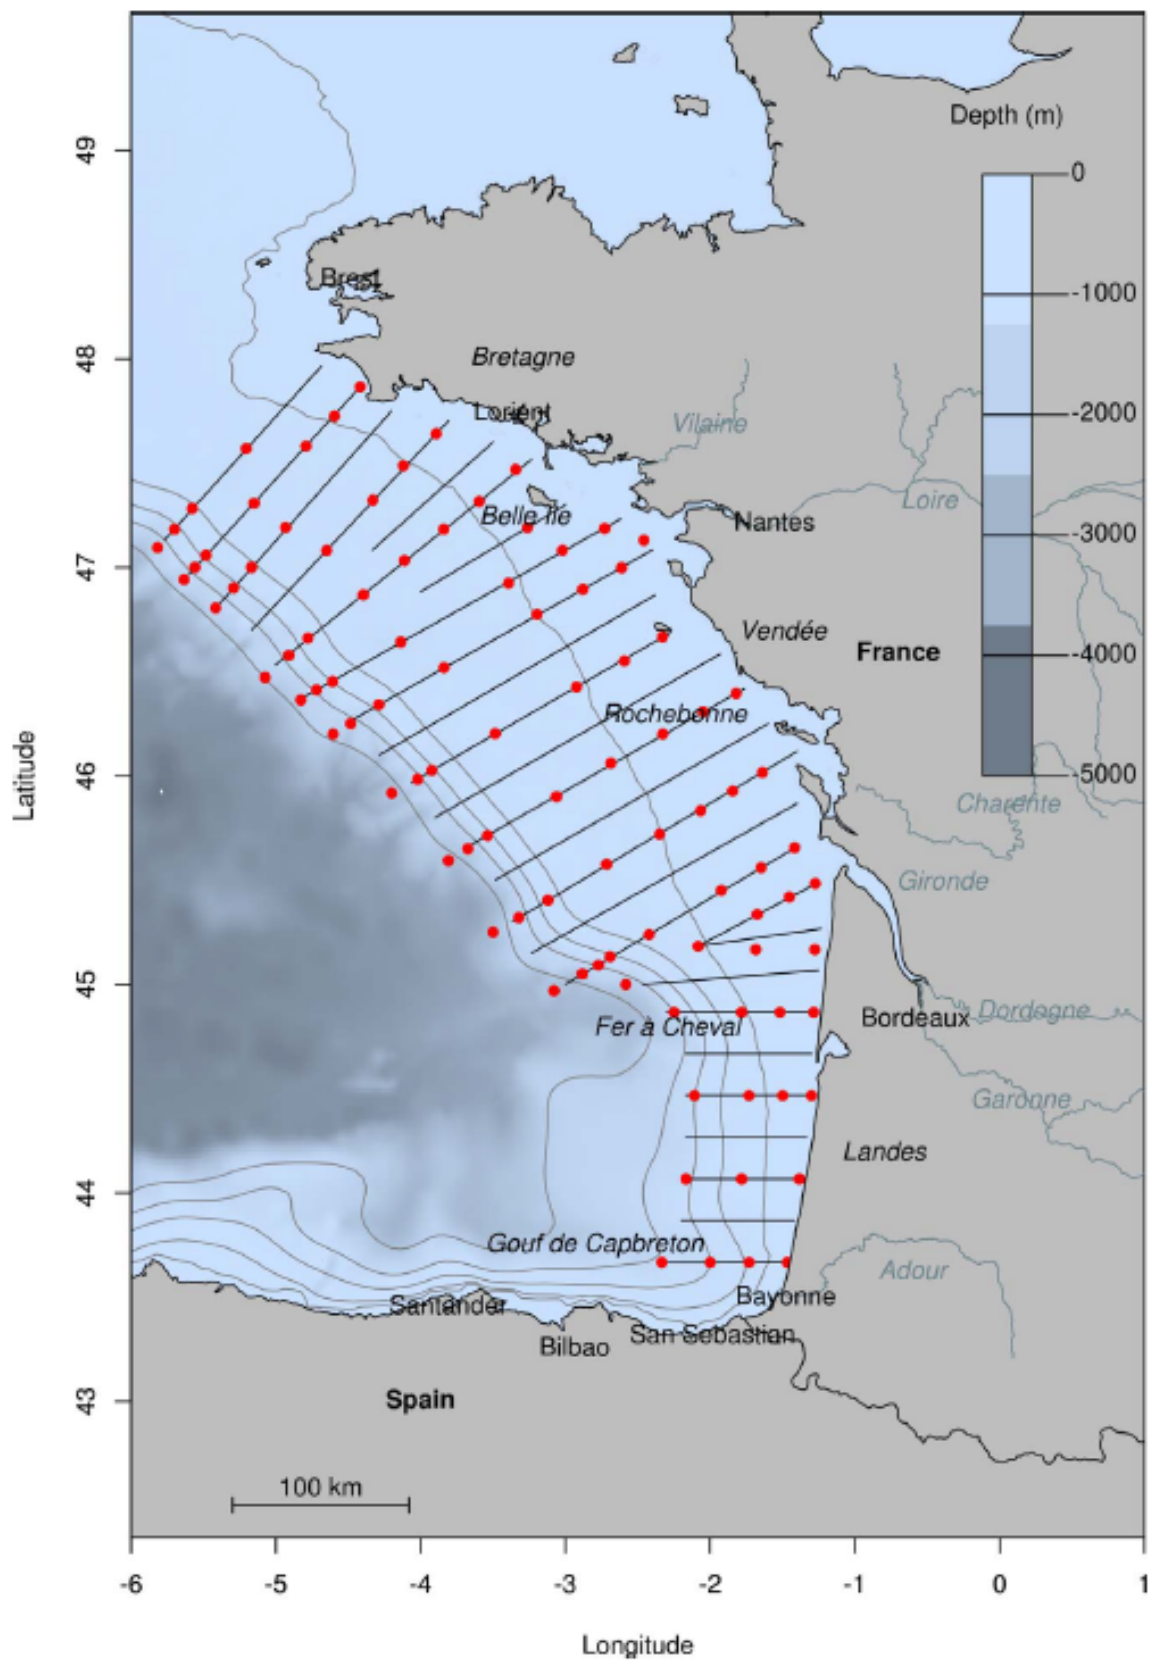 Depth (m)
0
-1000
-2000
-3000
-4000
-5000
49
48
47
46
45
44
43
Latitude
Brest
Bretagne
Lorient
Vilaine
Loire
Belle Ile
Nantes
Vendée
France
Rochebonne
Charente
Gironde
Fer à Cheval
Bordeaux
Dordogne
Garonne
Landes
Gouf de Capbreton
Adour
Santander
Bayonne
San Sebastian
Bilbao
Spain
100 km
-6
-5
-4
-3
-2
-1
0
1
Longitude